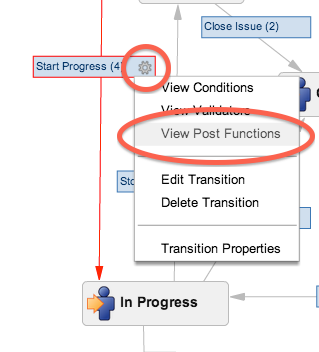 Close Issue (2)
Start Progress (4)
View Conditions
View Validators
View Post Functions
Edit Transition
Delete Transition
Transition Properties
In Progress